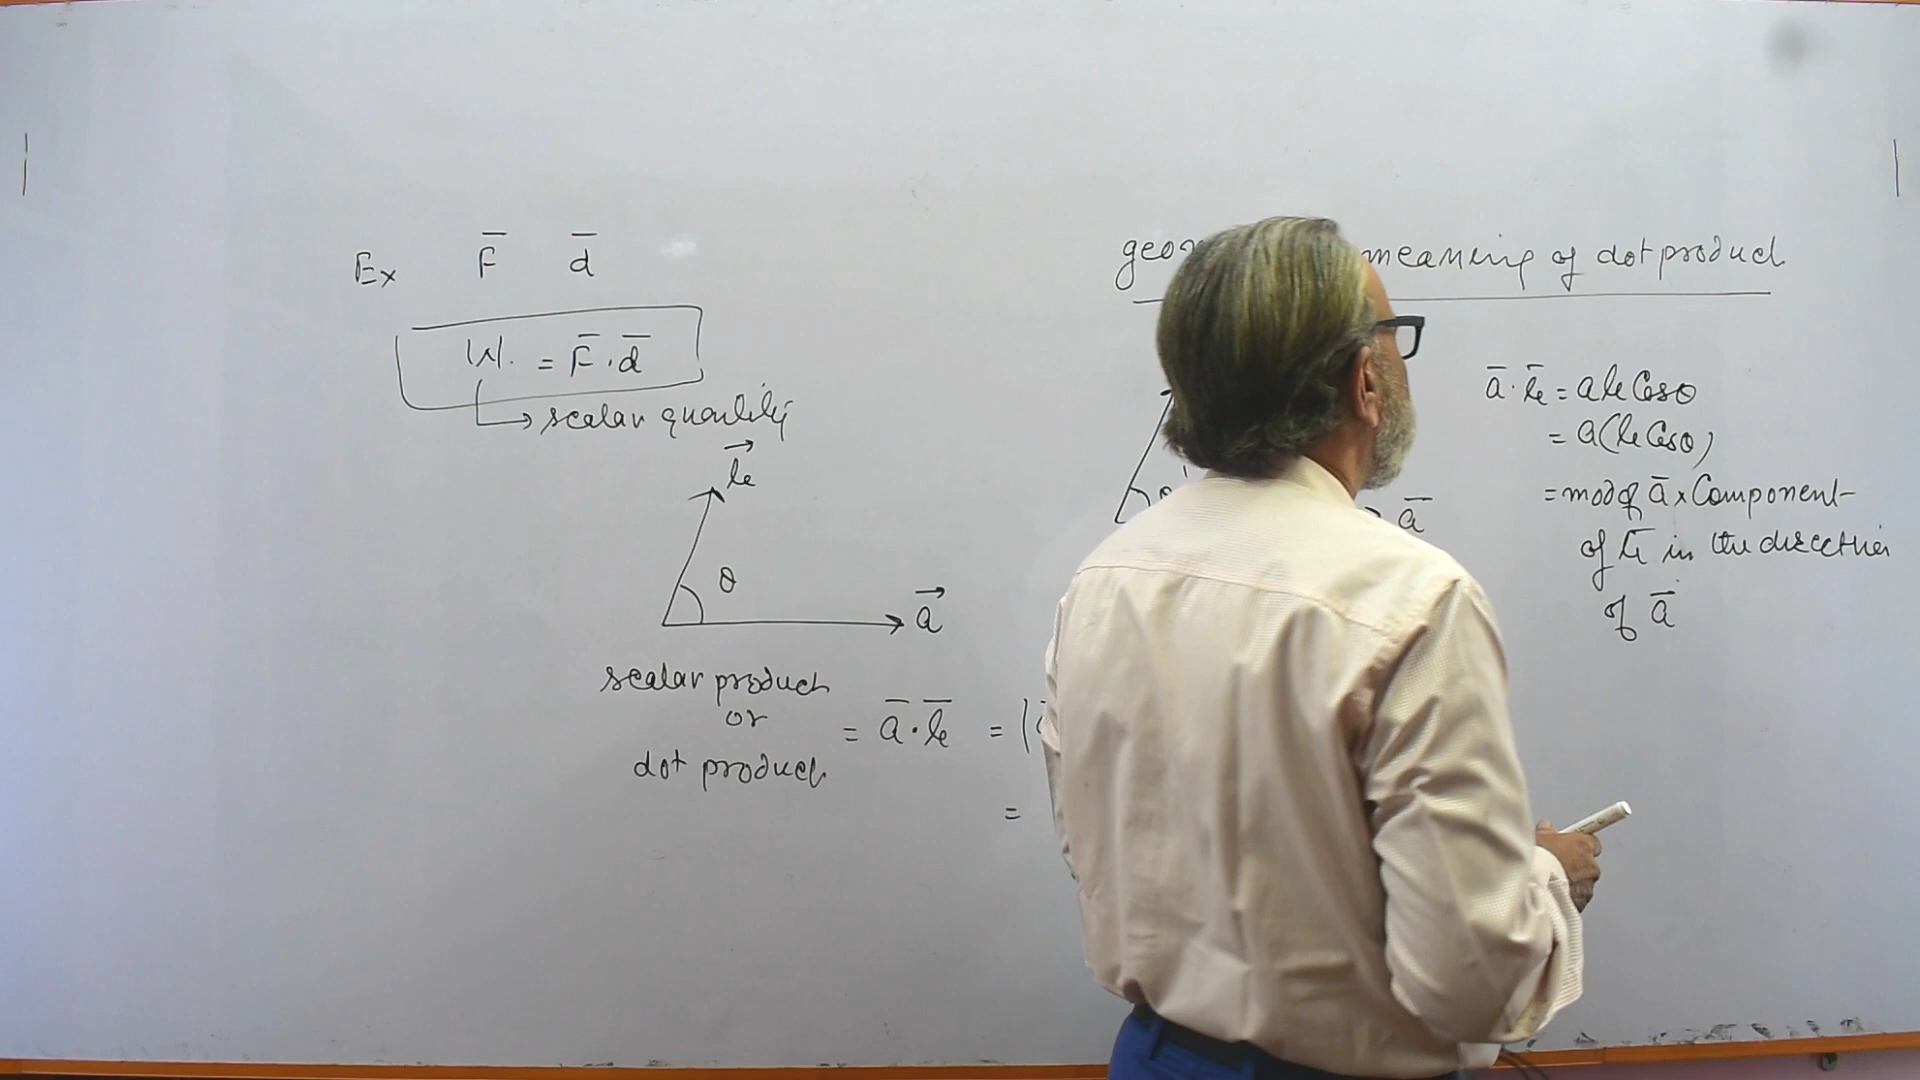 Ex F̄ d̄
W. = F̄ . d̄
scalar quantity
b⃗
θ
a⃗
scalar product
or
dot product
= ā · b̄ = |
=
meaning of dot product
θ
ā
ā · b̄ = ab Cosθ
= a(b Cosθ)
= mod of ā x Component
of b̄ in the direction
of ā